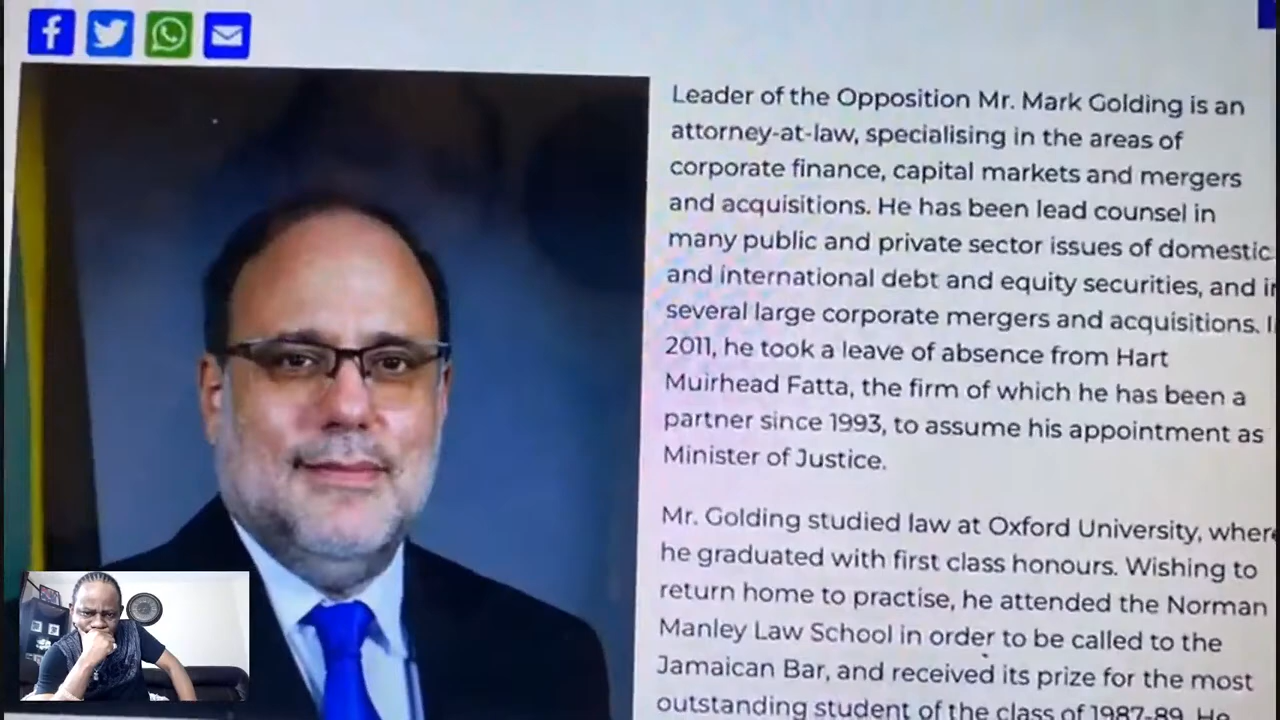 Leader of the Opposition Mr. Mark Golding is an
attorney-at-law, specialising in the areas of
corporate finance, capital markets and mergers
and acquisitions. He has been lead counsel in
many public and private sector issues of domestic
and international debt and equity securities, and in
several large corporate mergers and acquisitions. I
2011, he took a leave of absence from Hart
Muirhead Fatta, the firm of which he has been a
partner since 1993, to assume his appointment as
Minister of Justice.
Mr. Golding studied law at Oxford University, where
he graduated with first class honours. Wishing to
return home to practise, he attended the Norman
Manley Law School in order to be called to the
Jamaican Bar, and received its prize for the most
outstanding student of the class of 1987-89. He